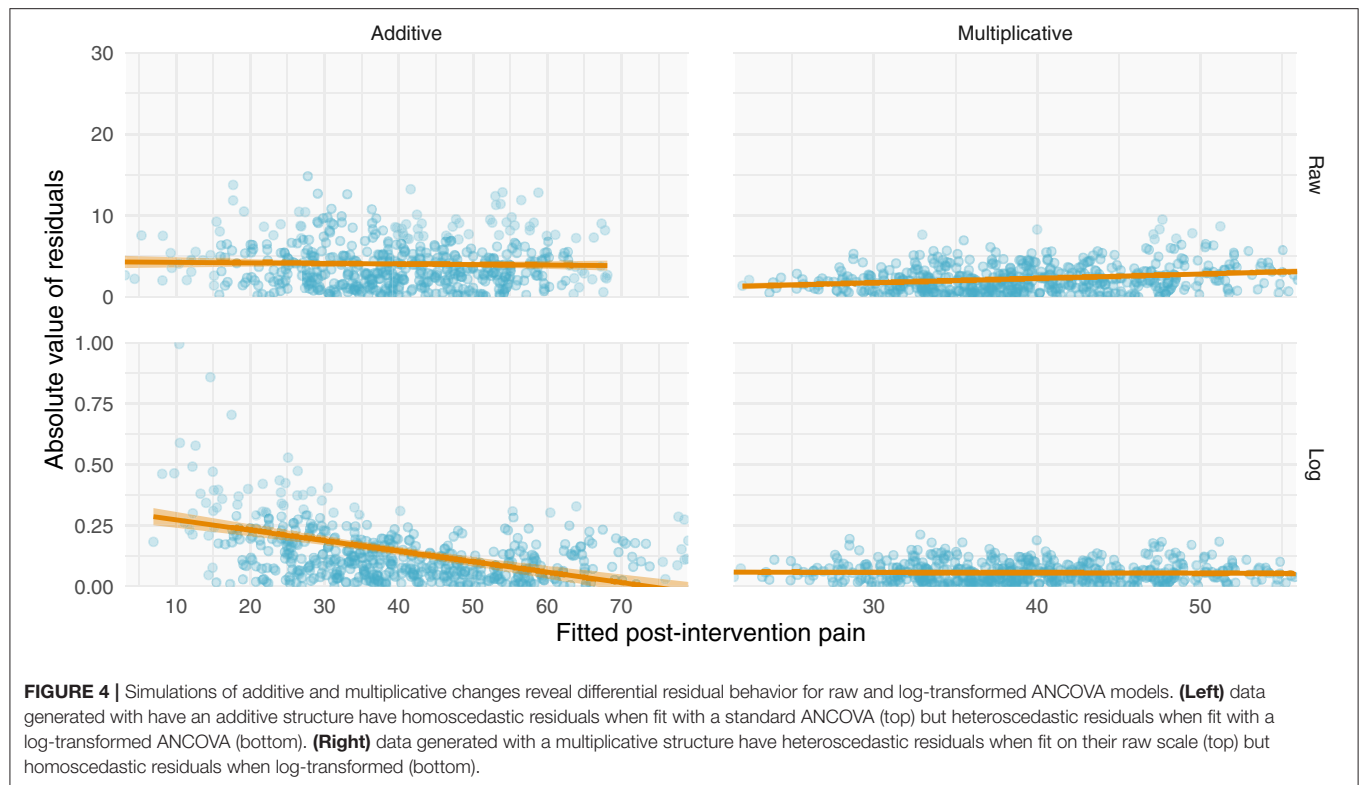 Additive
Multiplicative
30
20
10
0
Raw
Absolute value of residuals
1.00
0.75
0.50
0.25
0.00
Log
10 20 30 40 50 60 70
30 40 50
Fitted post-intervention pain
FIGURE 4 | Simulations of additive and multiplicative changes reveal differential residual behavior for raw and log-transformed ANCOVA models. (Left) data
generated with have an additive structure have homoscedastic residuals when fit with a standard ANCOVA (top) but heteroscedastic residuals when fit with a
log-transformed ANCOVA (bottom). (Right) data generated with a multiplicative structure have heteroscedastic residuals when fit on their raw scale (top) but
homoscedastic residuals when log-transformed (bottom).